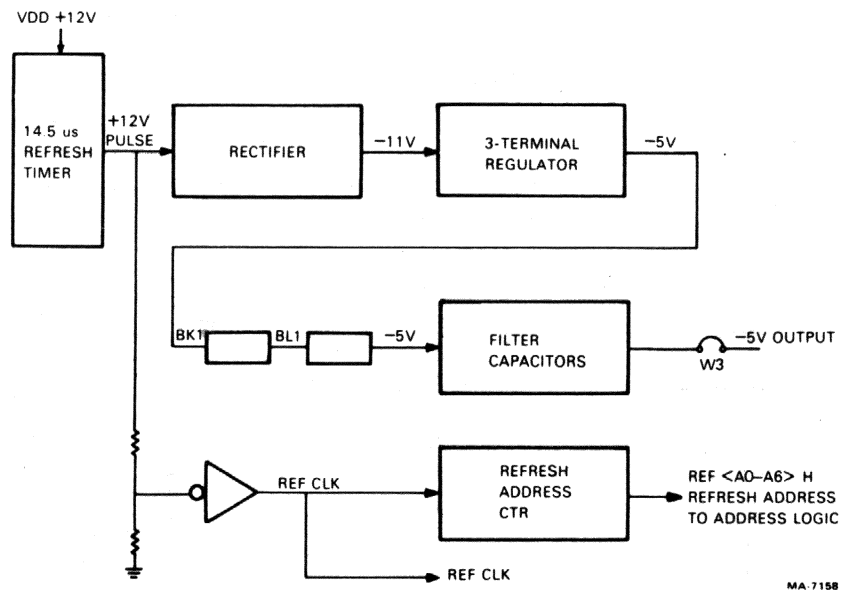 VDD +12V
14.5 us
REFRESH
TIMER
+12V
PULSE
RECTIFIER
-11V
3-TERMINAL
REGULATOR
-5V
BK1
BL1
-5V
FILTER
CAPACITORS
W3
-5V OUTPUT
REF CLK
REFRESH
ADDRESS
CTR
REF <A0-A6> H
REFRESH ADDRESS
TO ADDRESS LOGIC
REF CLK
MA-7158